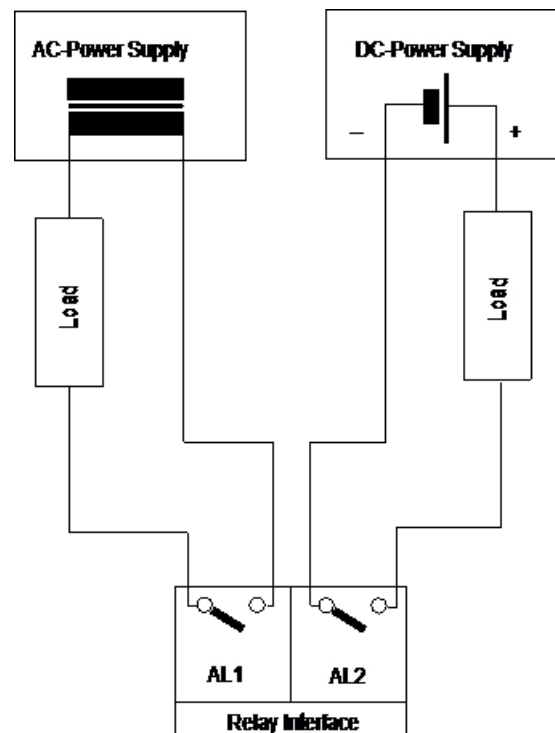 AC-Power Supply
DC-Power Supply
– +
Load
Load
AL1
AL2
Relay Interface